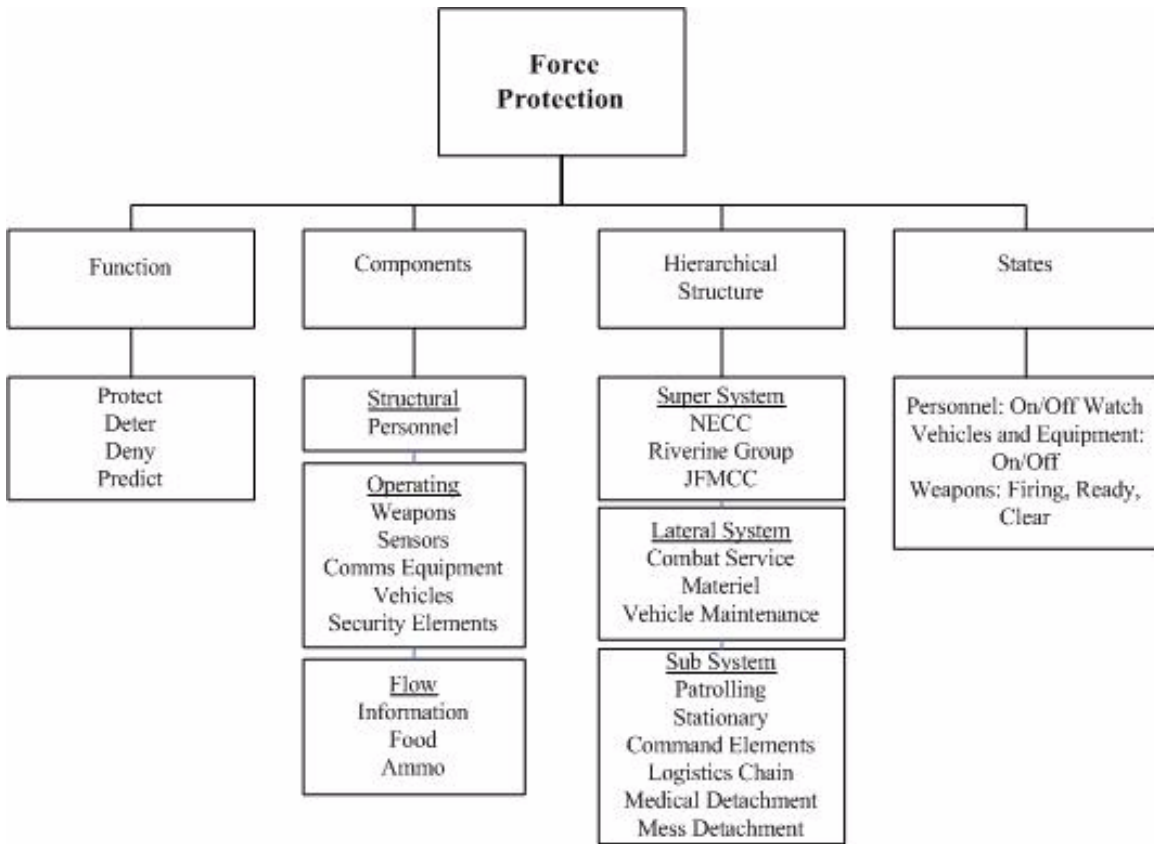 Force
Protection
Function
Components
Hierarchical
Structure
States
Protect
Deter
Deny
Predict
Structural
Personnel
Operating
Weapons
Sensors
Comms Equipment
Vehicles
Security Elements
Flow
Information
Food
Ammo
Super System
NECC
Riverine Group
JFMCC
Lateral System
Combat Service
Materiel
Vehicle Maintenance
Sub System
Patrolling
Stationary
Command Elements
Logistics Chain
Medical Detachment
Mess Detachment
Personnel: On/Off Watch
Vehicles and Equipment:
On/Off
Weapons: Firing, Ready,
Clear